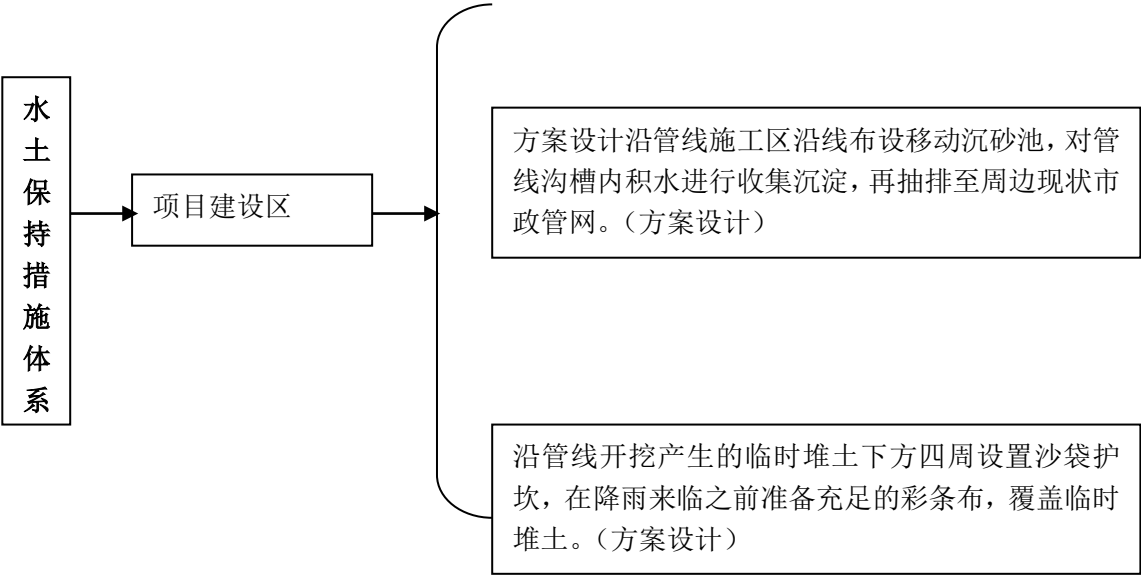 水土保持措施体系
项目建设区
方案设计沿管线施工区沿线布设移动沉砂池，对管
线沟槽内积水进行收集沉淀，再抽排至周边现状市
政管网。（方案设计）
沿管线开挖产生的临时堆土下方四周设置沙袋护
坎，在降雨来临之前准备充足的彩条布，覆盖临时
堆土。（方案设计）